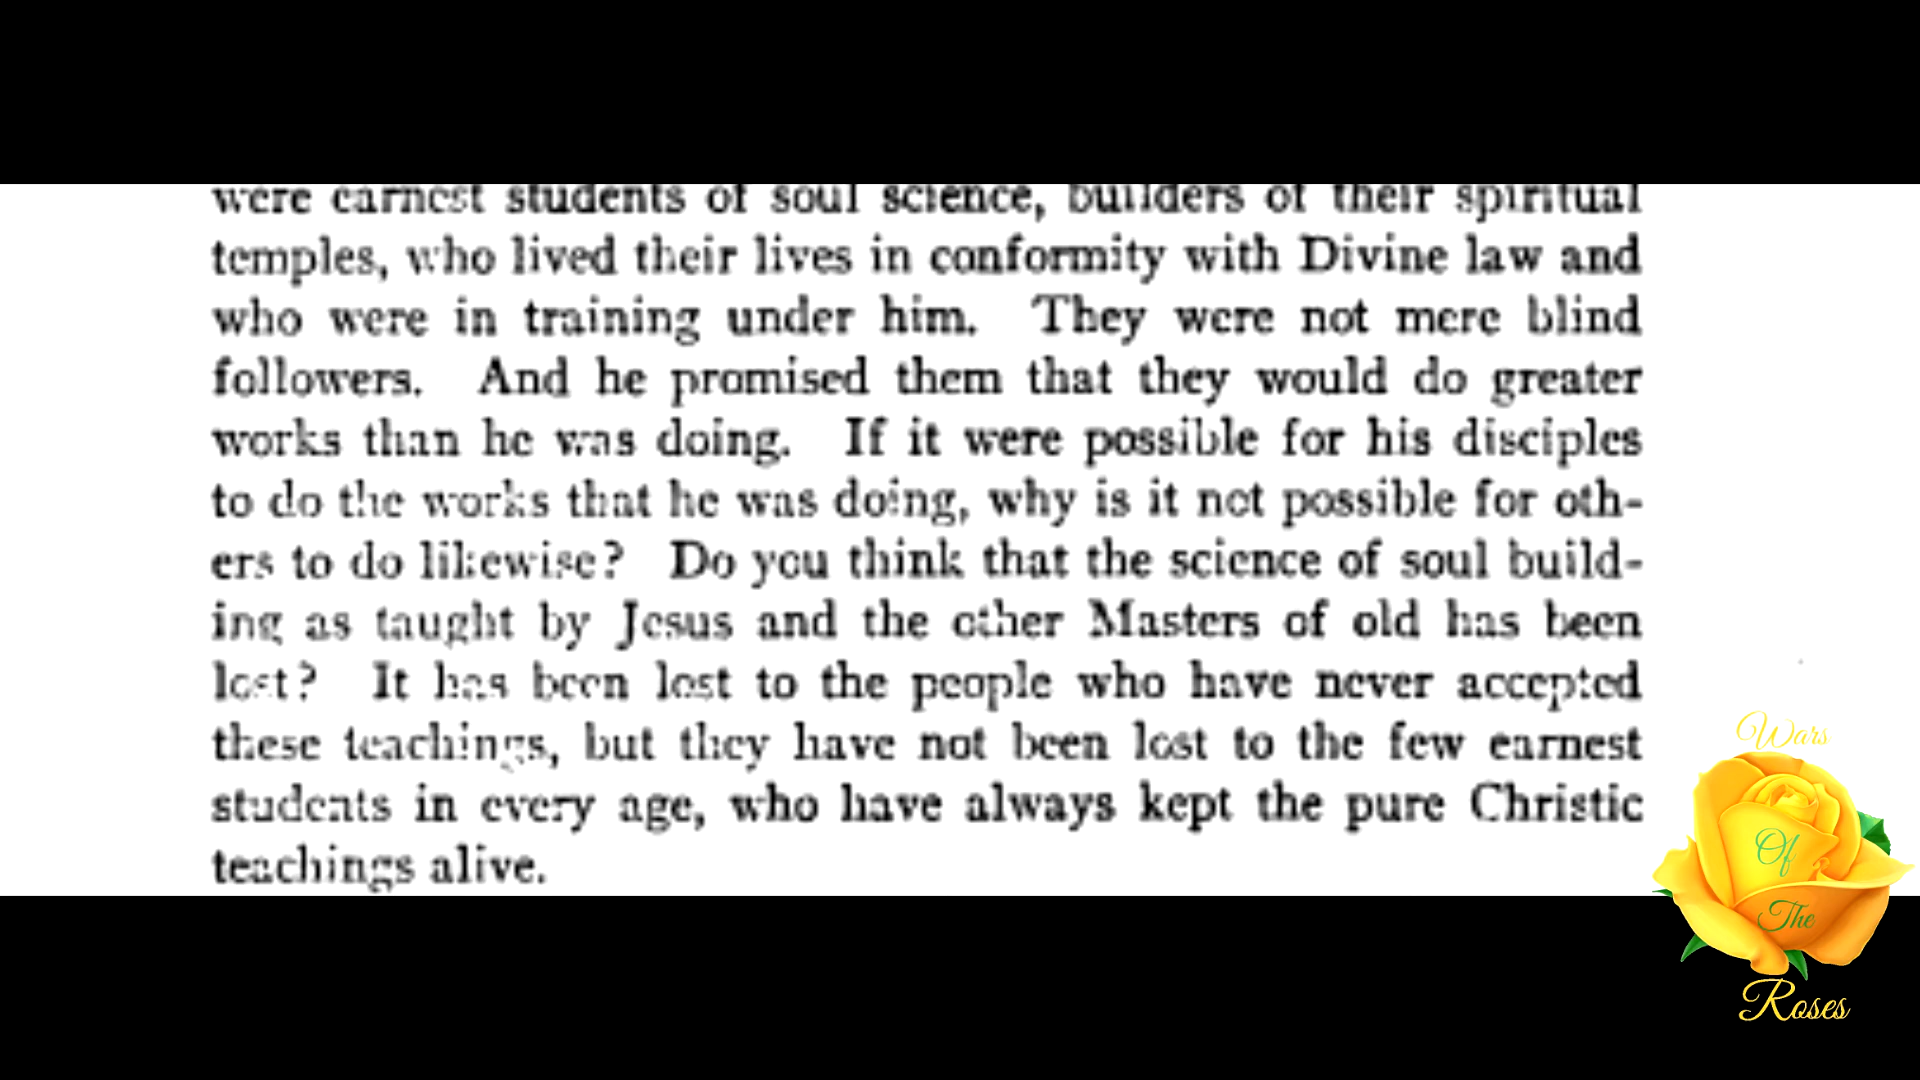 were earnest students of soul science, builders of their spiritual
temples, who lived their lives in conformity with Divine law and
who were in training under him. They were not mere blind
followers. And he promised them that they would do greater
works than he was doing. If it were possible for his disciples
to do the works that he was doing, why is it not possible for oth-
ers to do likewise? Do you think that the science of soul build-
ing as taught by Jesus and the other Masters of old has been
lost? It has been lost to the people who have never accepted
these teachings, but they have not been lost to the few earnest
students in every age, who have always kept the pure Christic
teachings alive.
Wars
Of
The
Roses